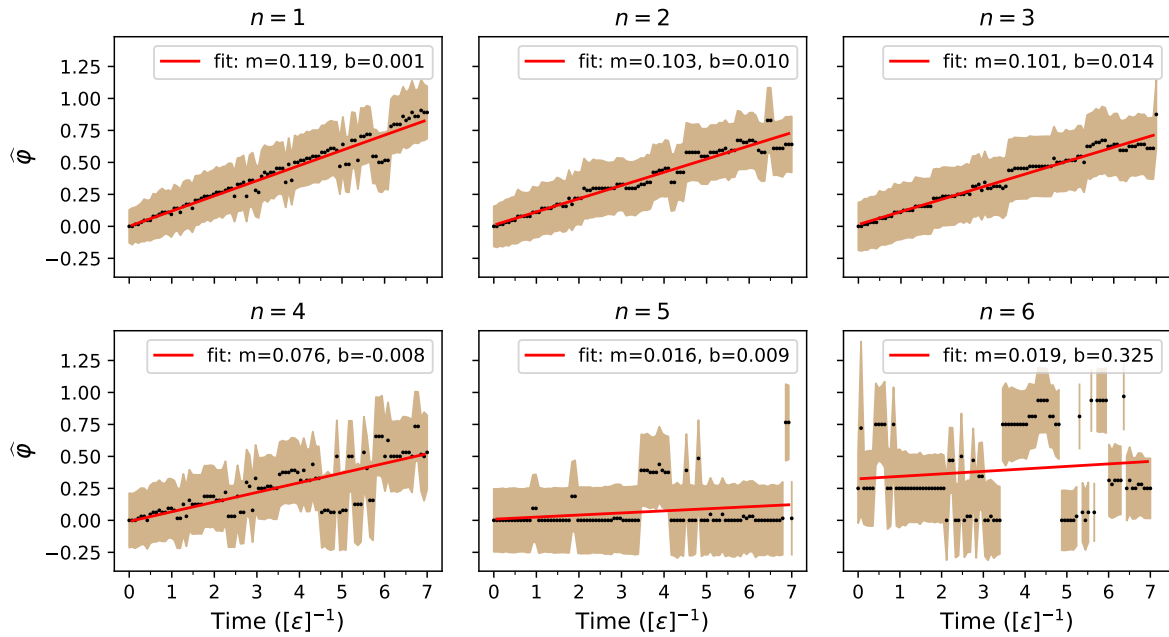 n = 1
n = 2
n = 3
fit: m=0.119, b=0.001
fit: m=0.103, b=0.010
fit: m=0.101, b=0.014
1.25
1.00
0.75
0.50
0.25
0.00
−0.25
φ̂
n = 4
n = 5
n = 6
fit: m=0.076, b=-0.008
fit: m=0.016, b=0.009
fit: m=0.019, b=0.325
1.25
1.00
0.75
0.50
0.25
0.00
−0.25
φ̂
0 1 2 3 4 5 6 7
0 1 2 3 4 5 6 7
0 1 2 3 4 5 6 7
Time ([ε]⁻¹)
Time ([ε]⁻¹)
Time ([ε]⁻¹)